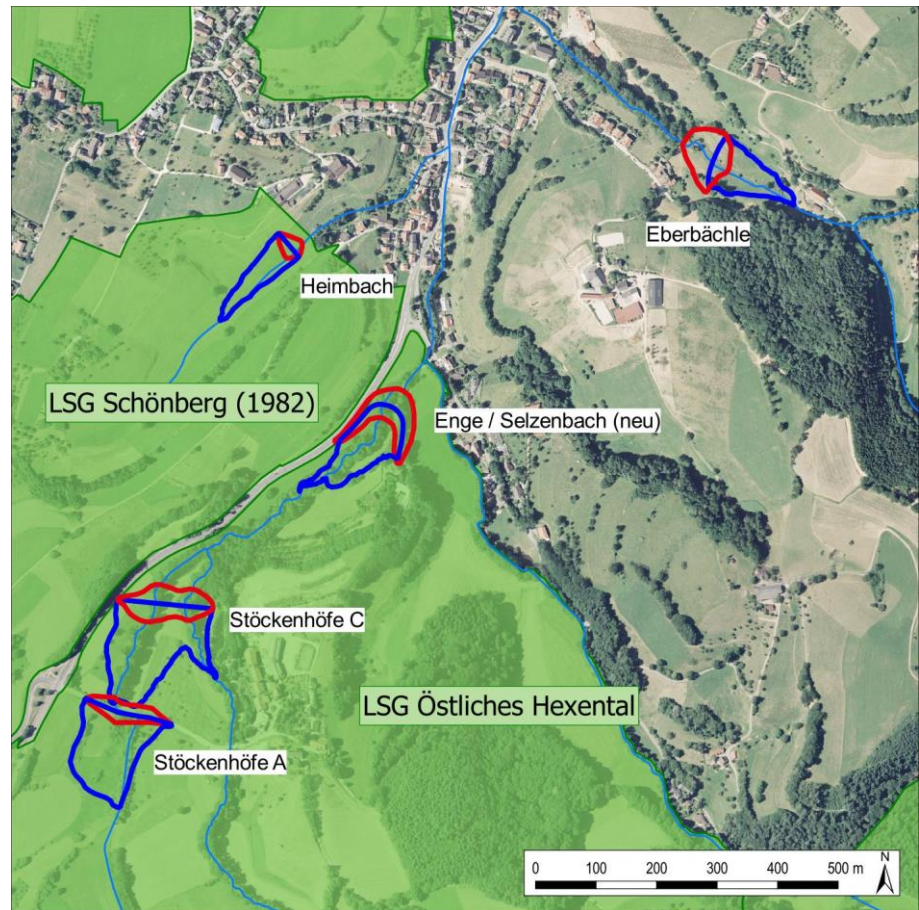 Eberbächle
Heimbach
LSG Schönberg (1982)
Enge / Selzenbach (neu)
Stöckenhöfe C
LSG Östliches Hexental
Stöckenhöfe A
0 100 200 300 400 500 m
N